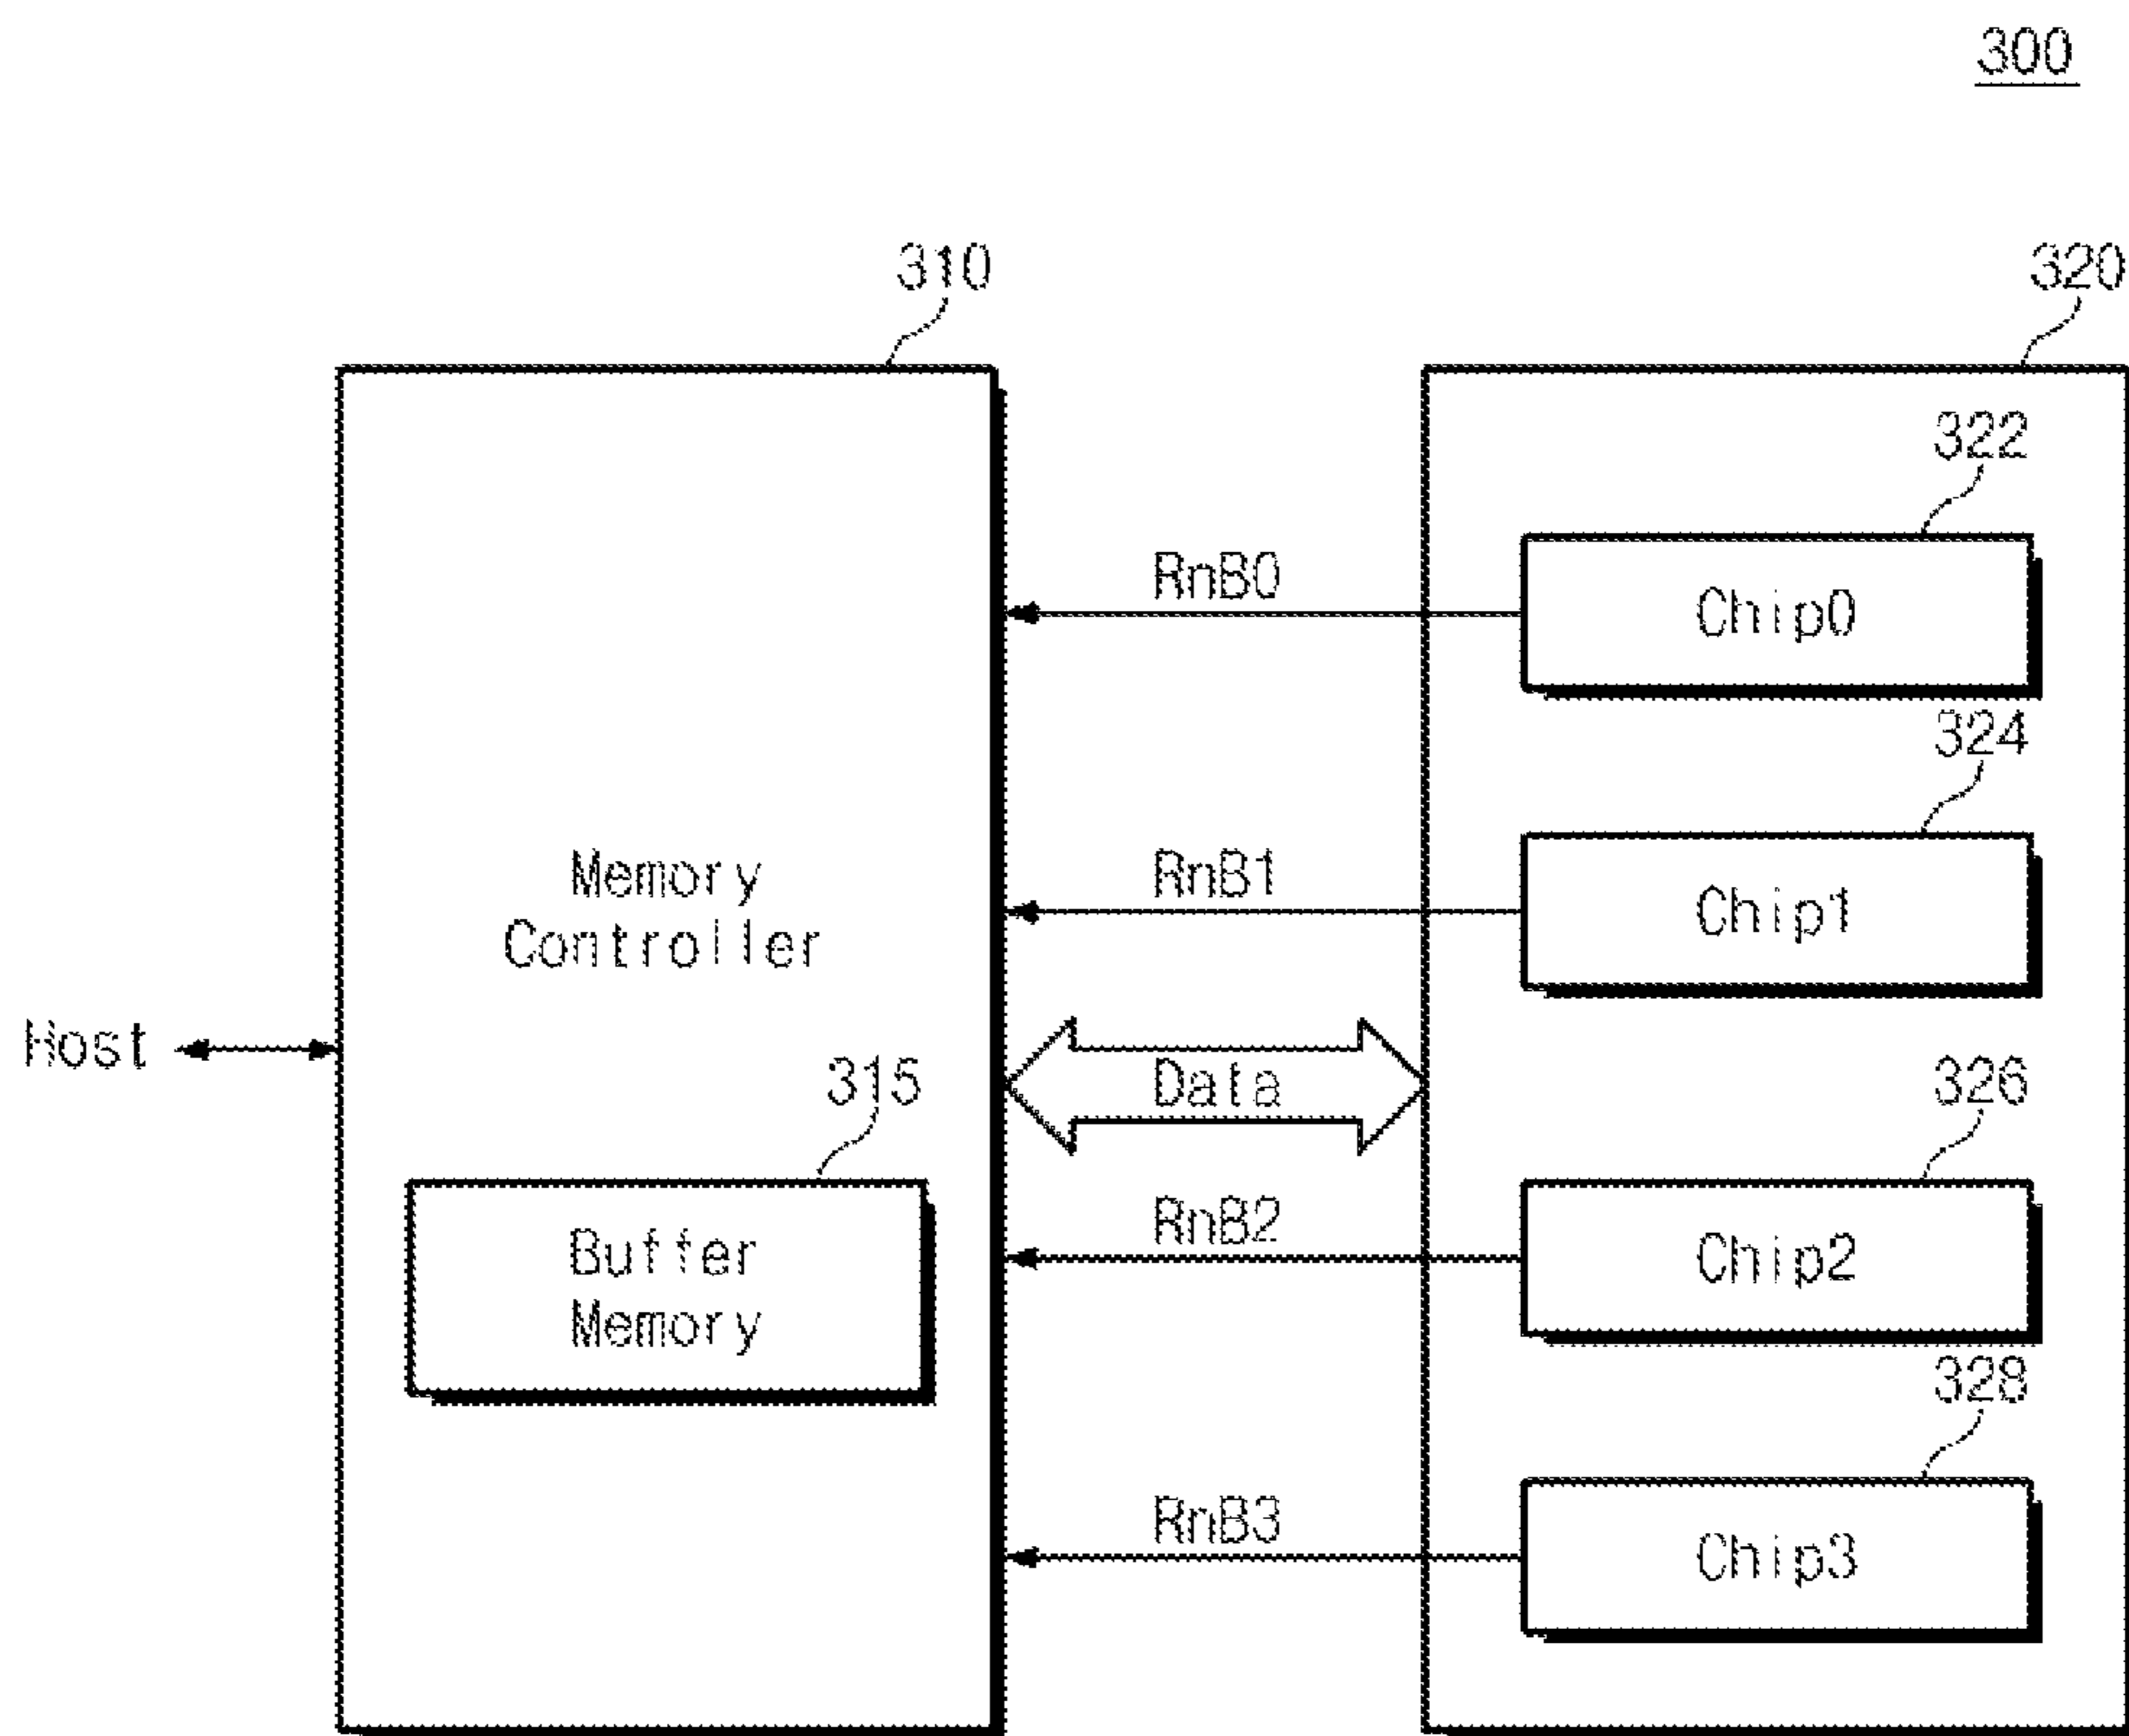 300
310
320
322
RnB0
Chip0
324
Memory
Controller
RnB1
Chip1
Host
315
Data
326
Buffer
Memory
RnB2
Chip2
328
RnB3
Chip3